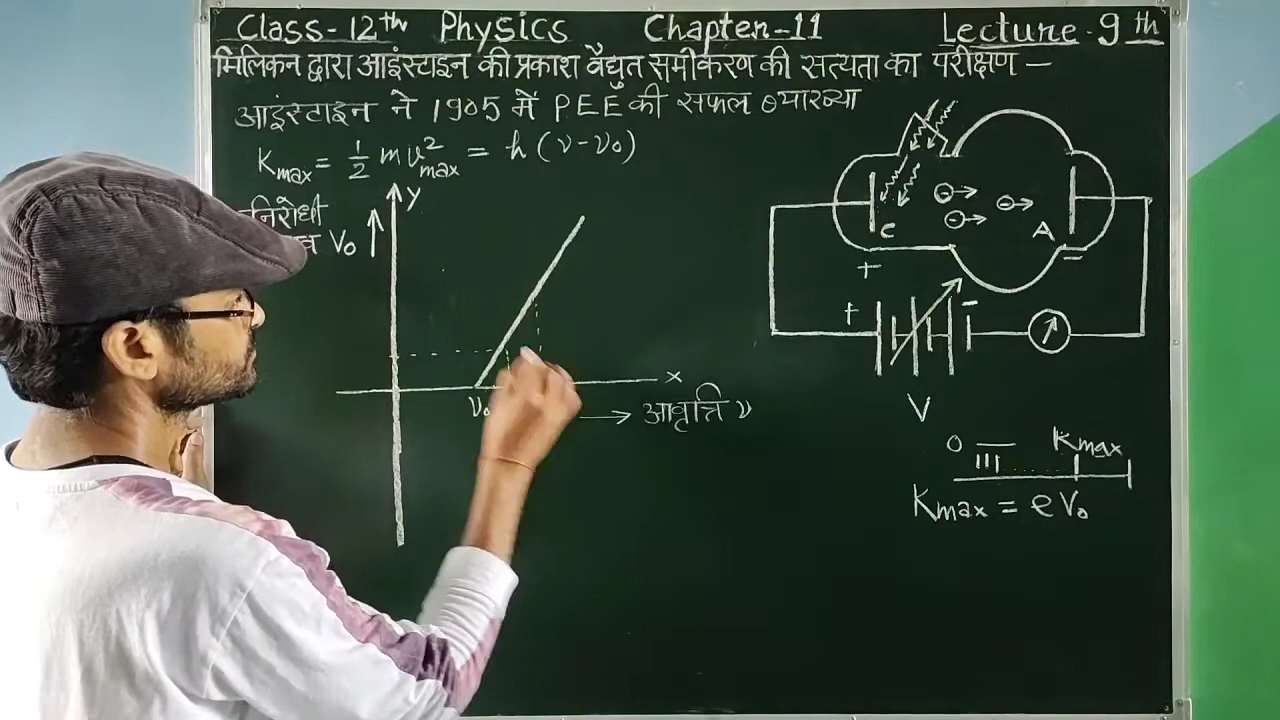 Class-12th Physics Chapter-11 Lecture-9th
मिलिकन द्वारा आइंस्टाइन की प्रकाश वैद्युत समीकरण की सत्यता का परीक्षण –
आइंस्टाइन ने 1905 में PEE की सफल व्याख्या
Kmax = 1/2 mv²max = h(ν-ν₀)
निरोधी
V₀ ↑
Y
X
ν₀
→ आवृत्ति ν
C
A
+
−
+
−
V
0
Kmax
Kmax = eV₀